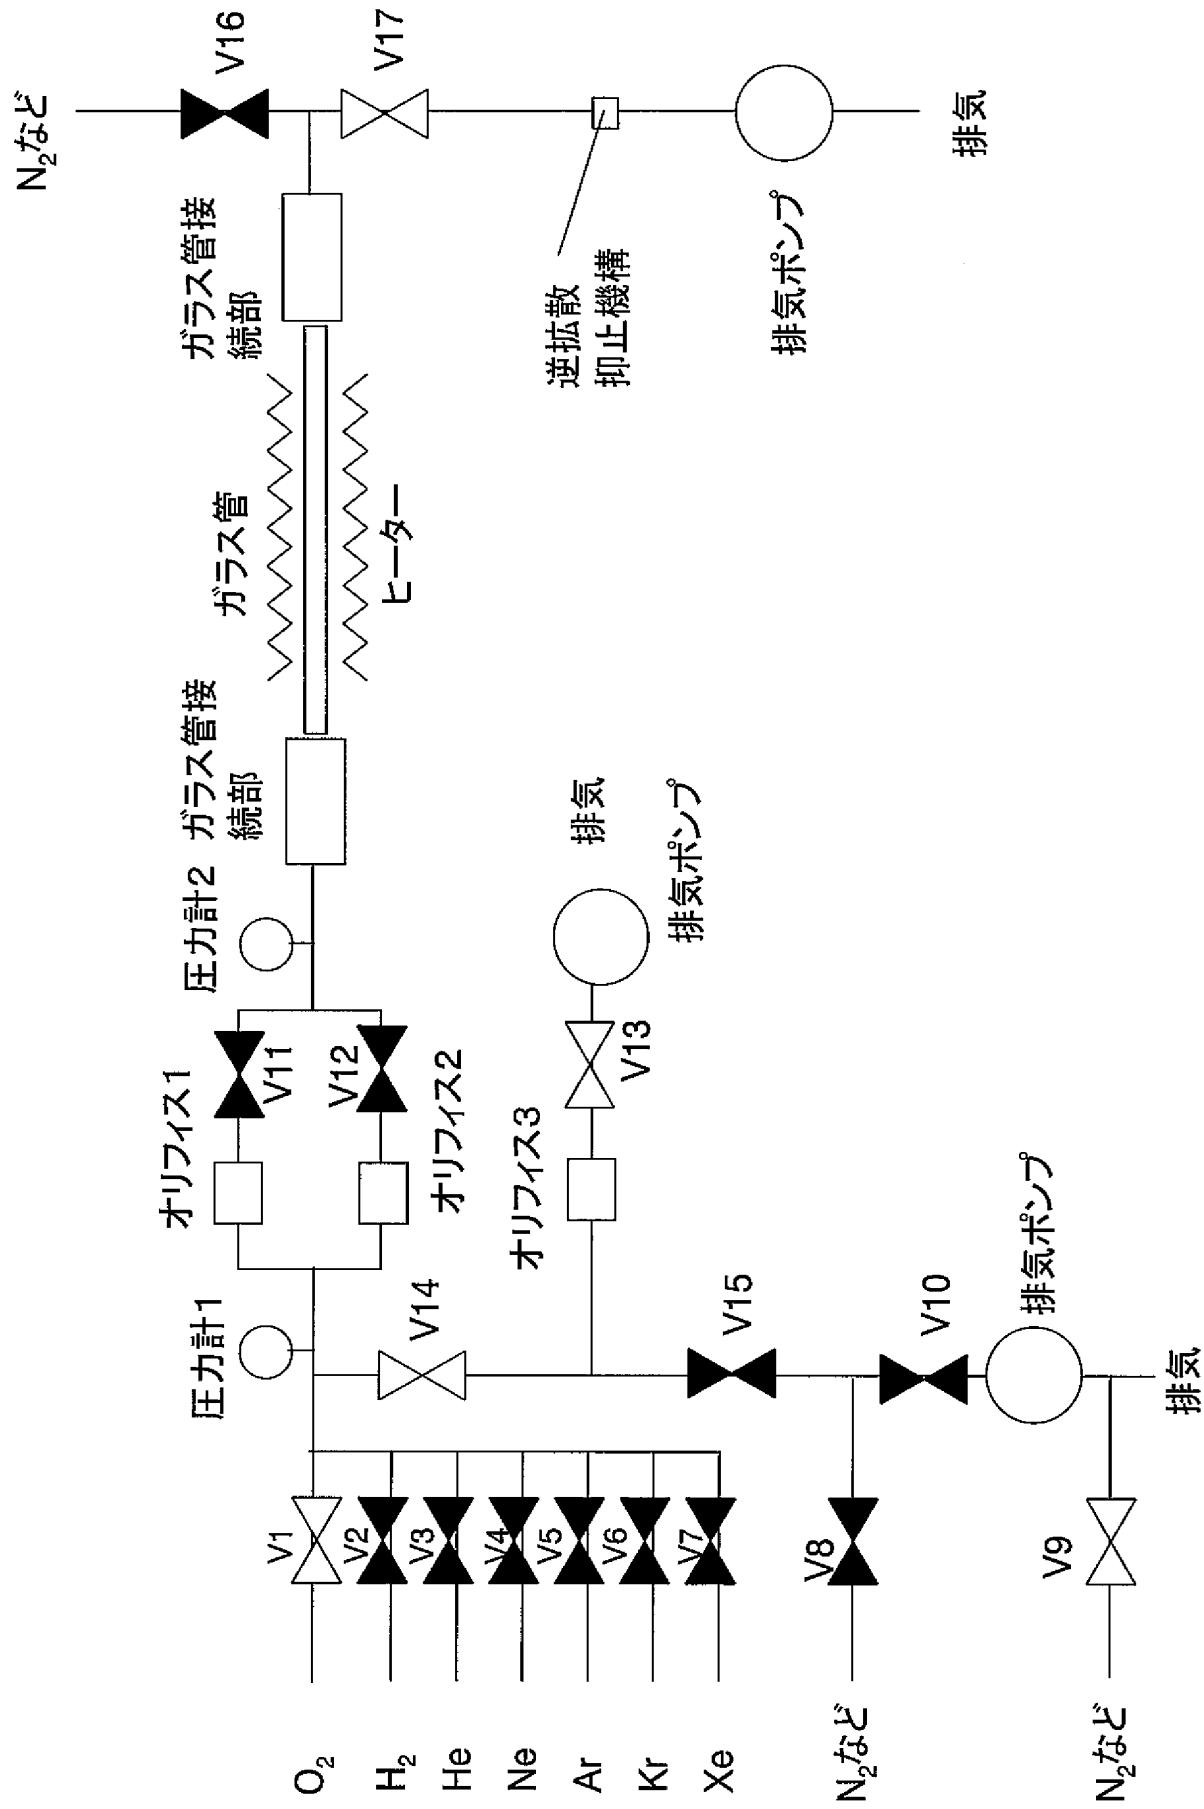 O2
H2
He
Ne
Ar
Kr
Xe
N2など
N2など
V1
V2
V3
V4
V5
V6
V7
V8
V9
圧力計1
V14
V15
V10
排気ポンプ
排気
オリフィス1
V11
V12
オリフィス2
オリフィス3
V13
排気ポンプ
排気
圧力計2
ガラス管接
続部
ガラス管
ヒーター
ガラス管接
続部
N2など
V16
V17
逆拡散
抑止機構
排気ポンプ
排気